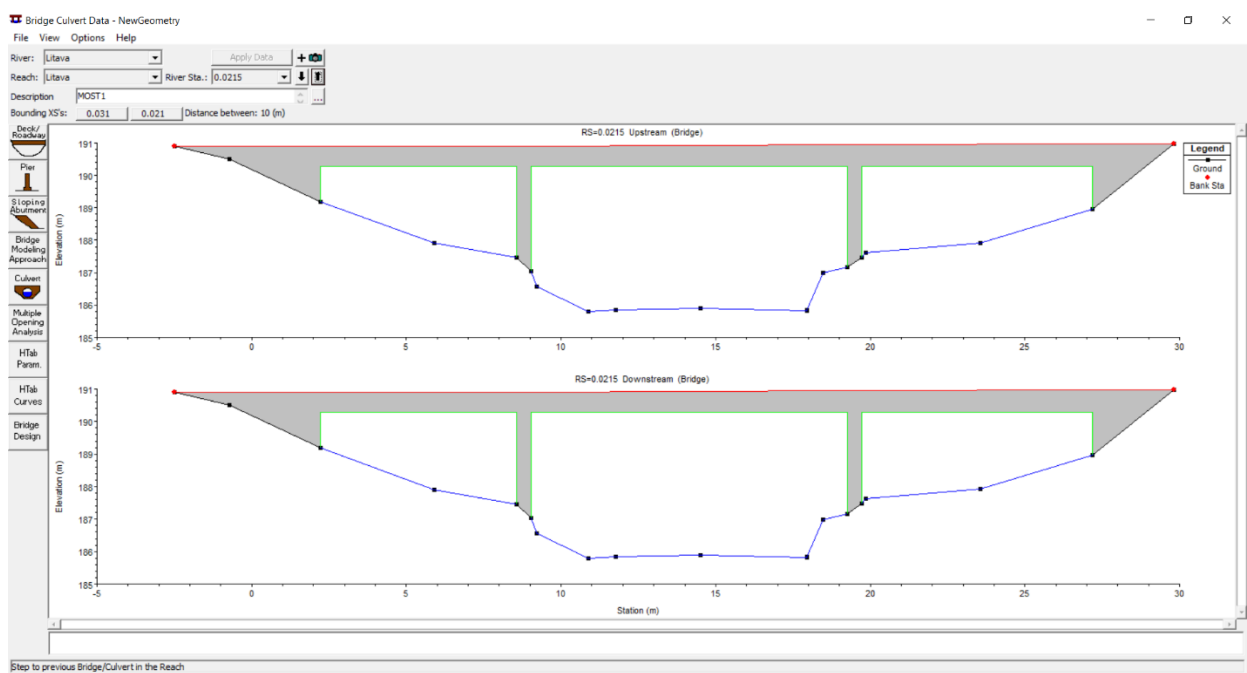 Bridge Culvert Data - NewGeometry
File View Options Help
River: Litava Apply Data
Reach: Litava River Sta.: 0.0215
Description MOST1 ...
Bounding XS's: 0.031 0.021 Distance between: 10 (m)
Deck/
Roadway
Pier
Sloping
Abutment
Bridge
Modeling
Approach
Culvert
Multiple
Opening
Analysis
HTab
Param.
HTab
Curves
Bridge
Design
RS=0.0215 Upstream (Bridge)
191
190
189
188
187
186
185
Elevation (m)
-5 0 5 10 15 20 25 30
Legend
Ground
Bank Sta
RS=0.0215 Downstream (Bridge)
191
190
189
188
187
186
185
Elevation (m)
-5 0 5 10 15 20 25 30
Station (m)
Step to previous Bridge/Culvert in the Reach